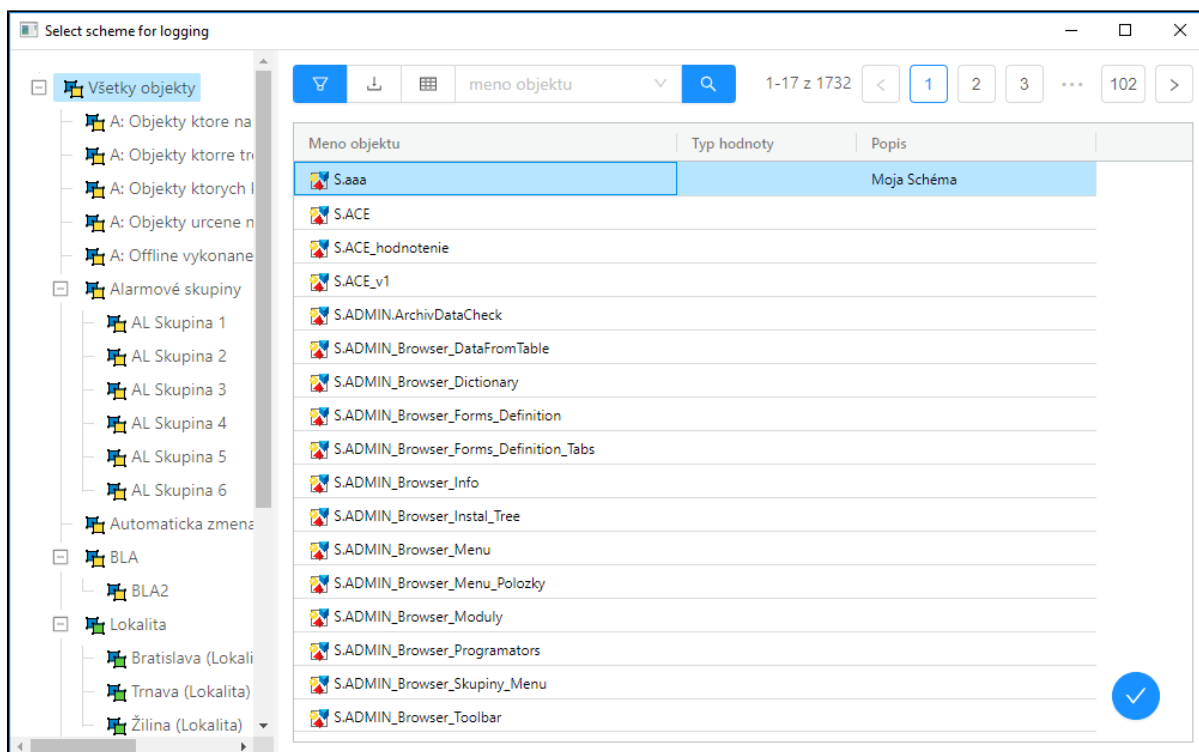 Select scheme for logging
Všetky objekty
A: Objekty ktore na
A: Objekty ktorre tr
A: Objekty ktorych
A: Objekty urcene n
A: Offline vykonane
Alarmové skupiny
AL Skupina 1
AL Skupina 2
AL Skupina 3
AL Skupina 4
AL Skupina 5
AL Skupina 6
Automaticka zmena
BLA
BLA2
Lokalita
Bratislava (Lokali
Trnava (Lokalita)
Žilina (Lokalita)
meno objektu
1-17 z 1732 < 1 2 3 ••• 102 >
Meno objektu Typ hodnoty Popis
S.aaa Moja Schéma
S.ACE
S.ACE_hodnotenie
S.ACE_v1
S.ADMIN.ArchivDataCheck
S.ADMIN_Browser_DataFromTable
S.ADMIN_Browser_Dictionary
S.ADMIN_Browser_Forms_Definition
S.ADMIN_Browser_Forms_Definition_Tabs
S.ADMIN_Browser_Info
S.ADMIN_Browser_Instal_Tree
S.ADMIN_Browser_Menu
S.ADMIN_Browser_Menu_Polozky
S.ADMIN_Browser_Moduly
S.ADMIN_Browser_Programators
S.ADMIN_Browser_Skupiny_Menu
S.ADMIN_Browser_Toolbar